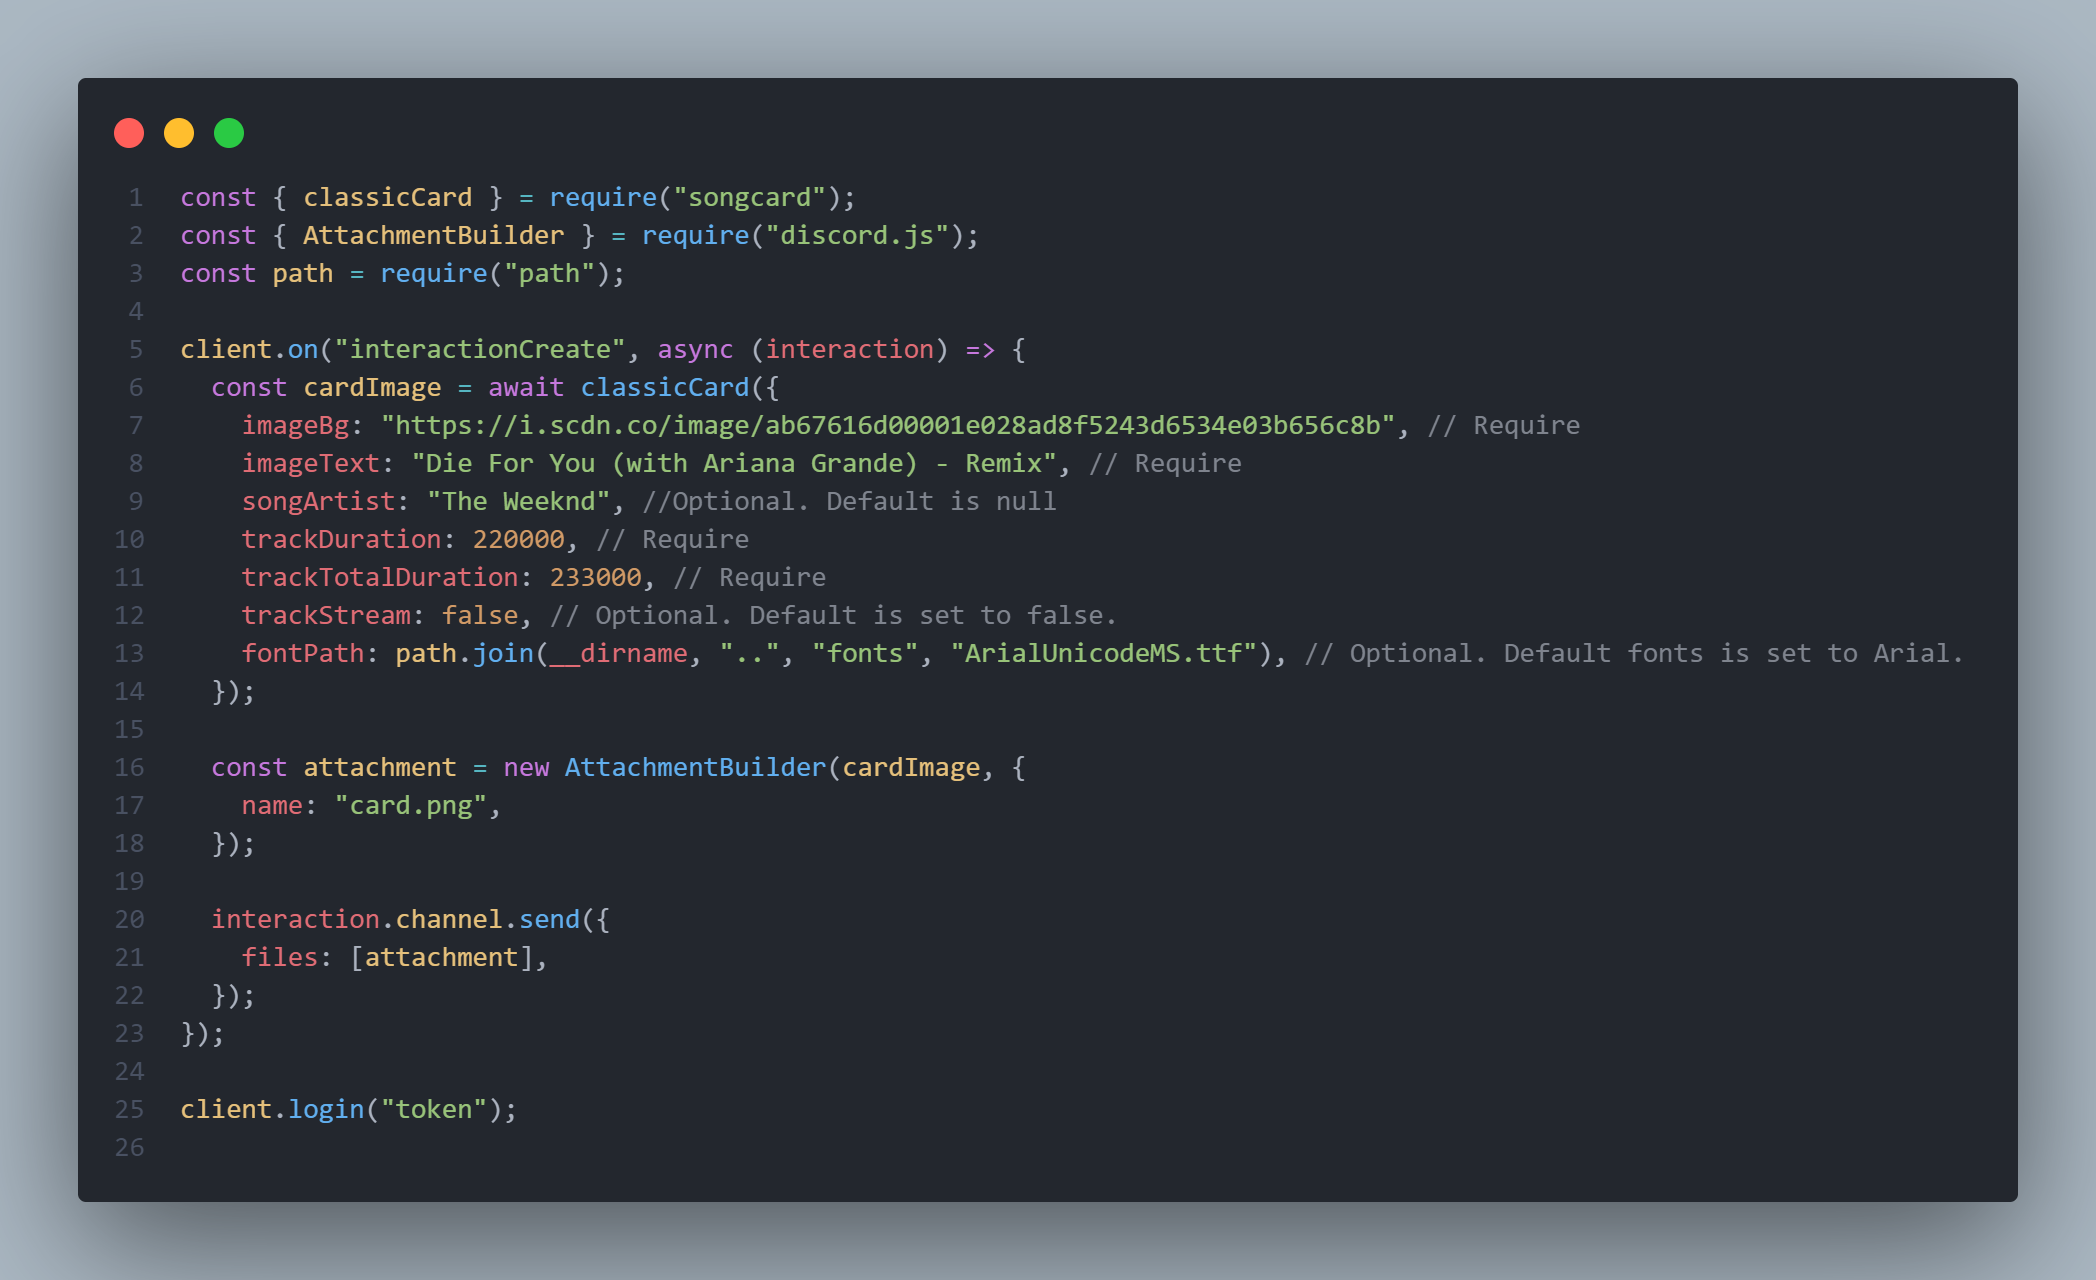 1 const { classicCard } = require("songcard");
2 const { AttachmentBuilder } = require("discord.js");
3 const path = require("path");
4
5 client.on("interactionCreate", async (interaction) => {
6   const cardImage = await classicCard({
7     imageBg: "https://i.scdn.co/image/ab67616d00001e028ad8f5243d6534e03b656c8b", // Require
8     imageText: "Die For You (with Ariana Grande) - Remix", // Require
9     songArtist: "The Weeknd", //Optional. Default is null
10     trackDuration: 220000, // Require
11     trackTotalDuration: 233000, // Require
12     trackStream: false, // Optional. Default is set to false.
13     fontPath: path.join(__dirname, "..", "fonts", "ArialUnicodeMS.ttf"), // Optional. Default fonts is set to Arial.
14   });
15
16   const attachment = new AttachmentBuilder(cardImage, {
17     name: "card.png",
18   });
19
20   interaction.channel.send({
21     files: [attachment],
22   });
23 });
24
25 client.login("token");
26